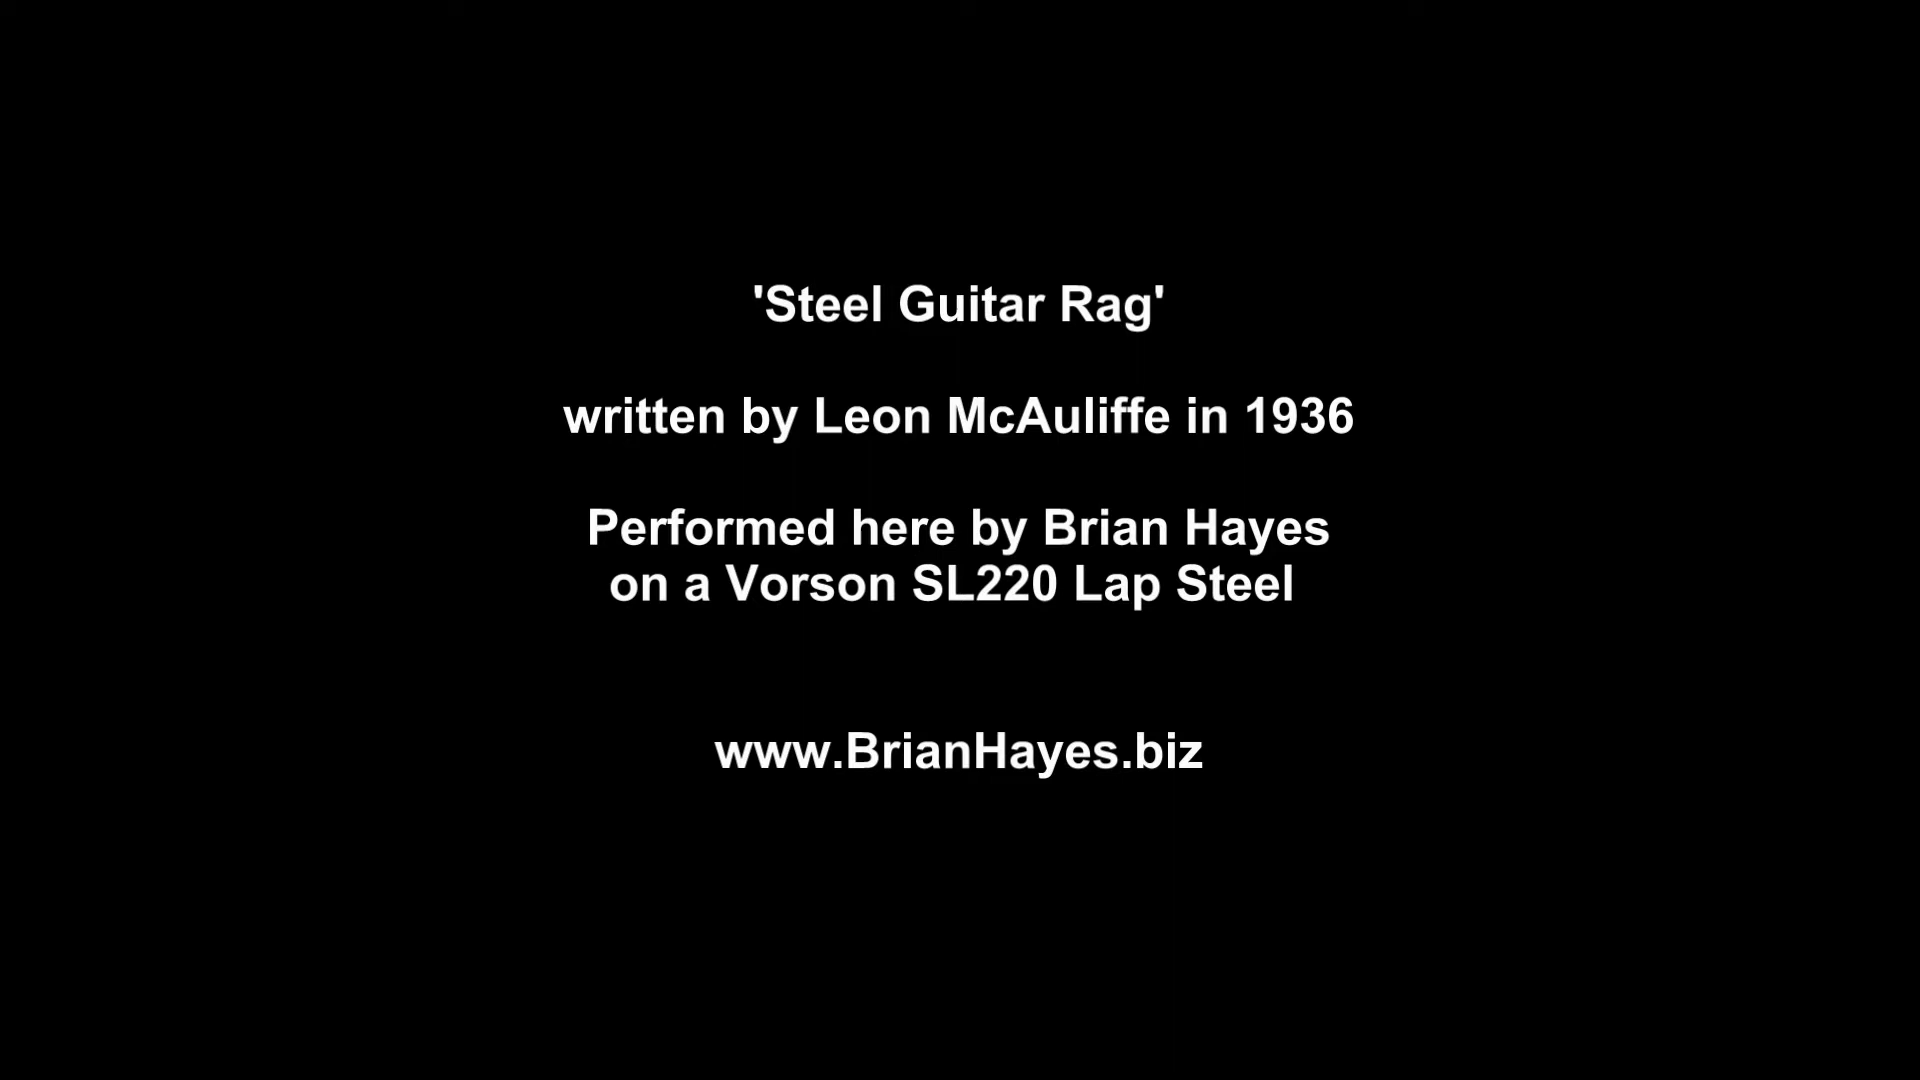 'Steel Guitar Rag'
written by Leon McAuliffe in 1936
Performed here by Brian Hayes
on a Vorson SL220 Lap Steel
www.BrianHayes.biz